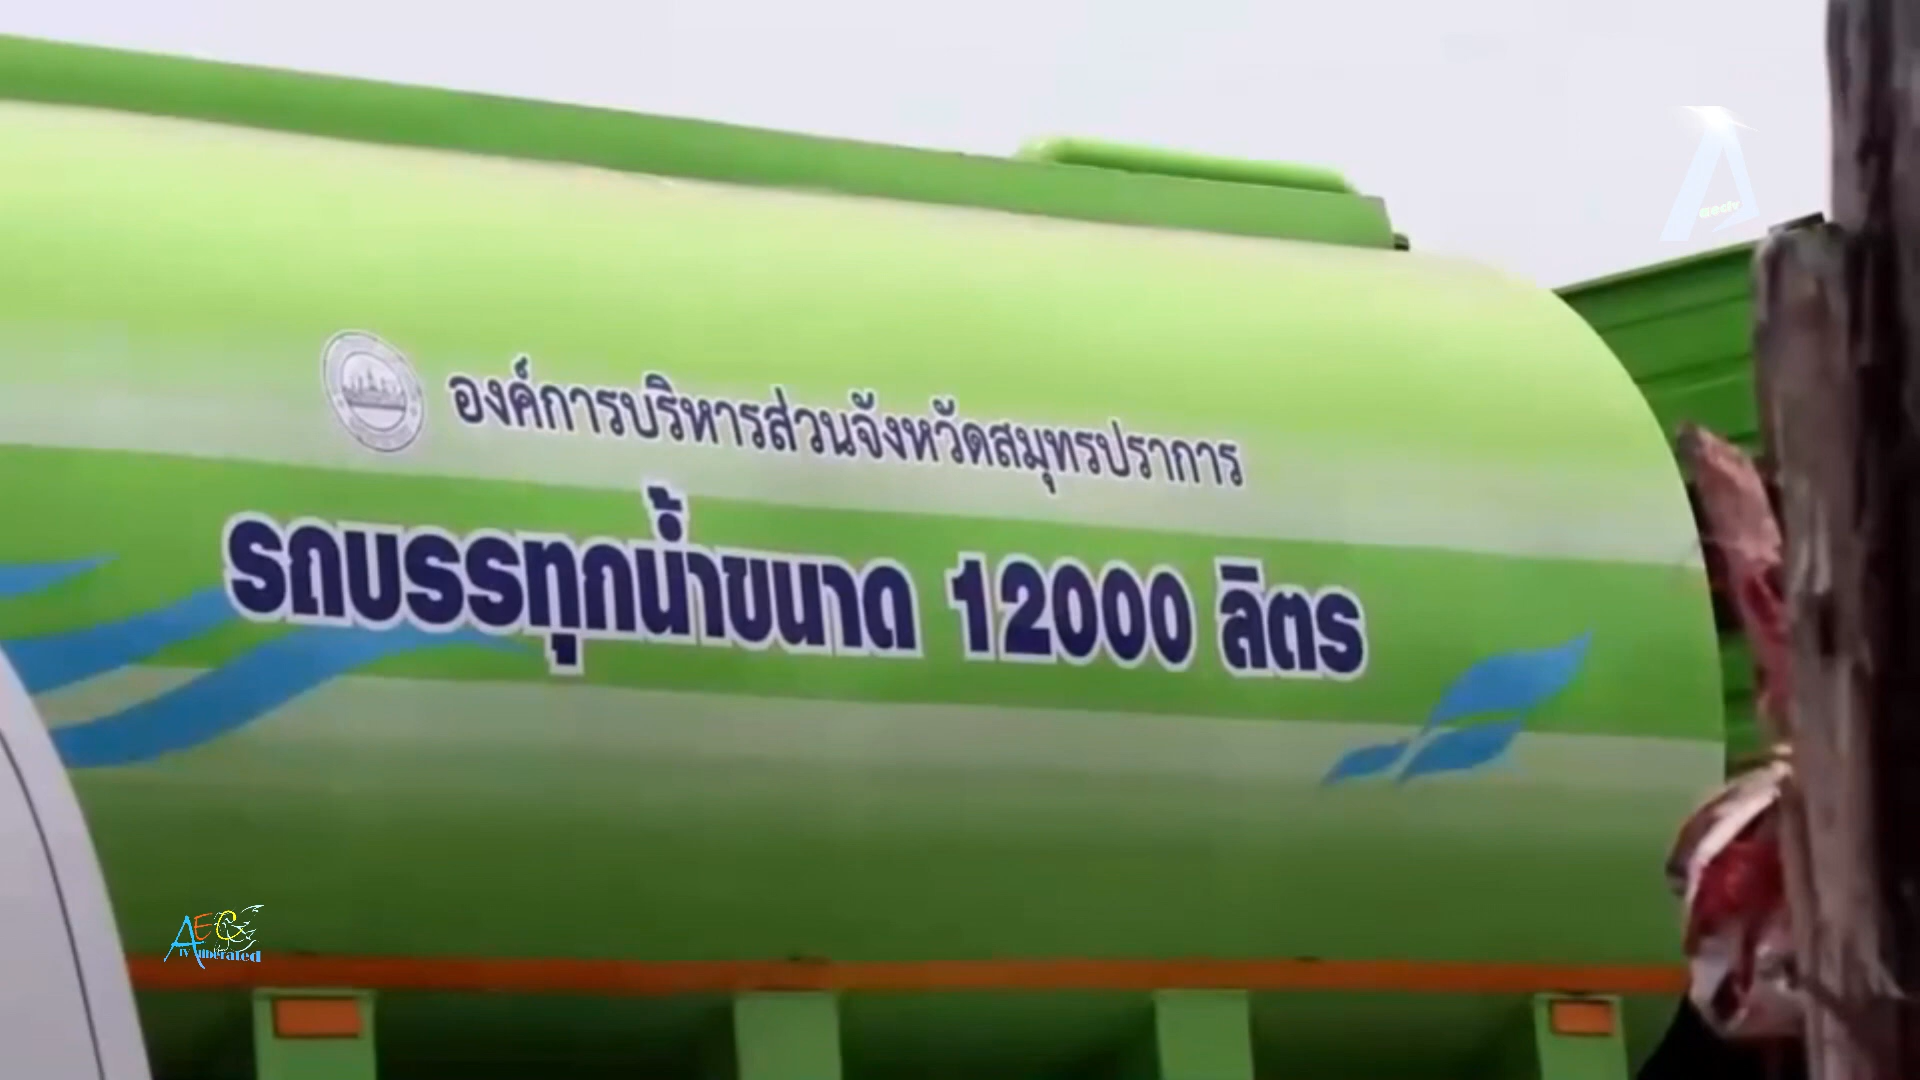 องค์การบริหารส่วนจังหวัดสมุทรปราการ
รถบรรทุกน้ำขนาด 12000 ลิตร
AEC
TV